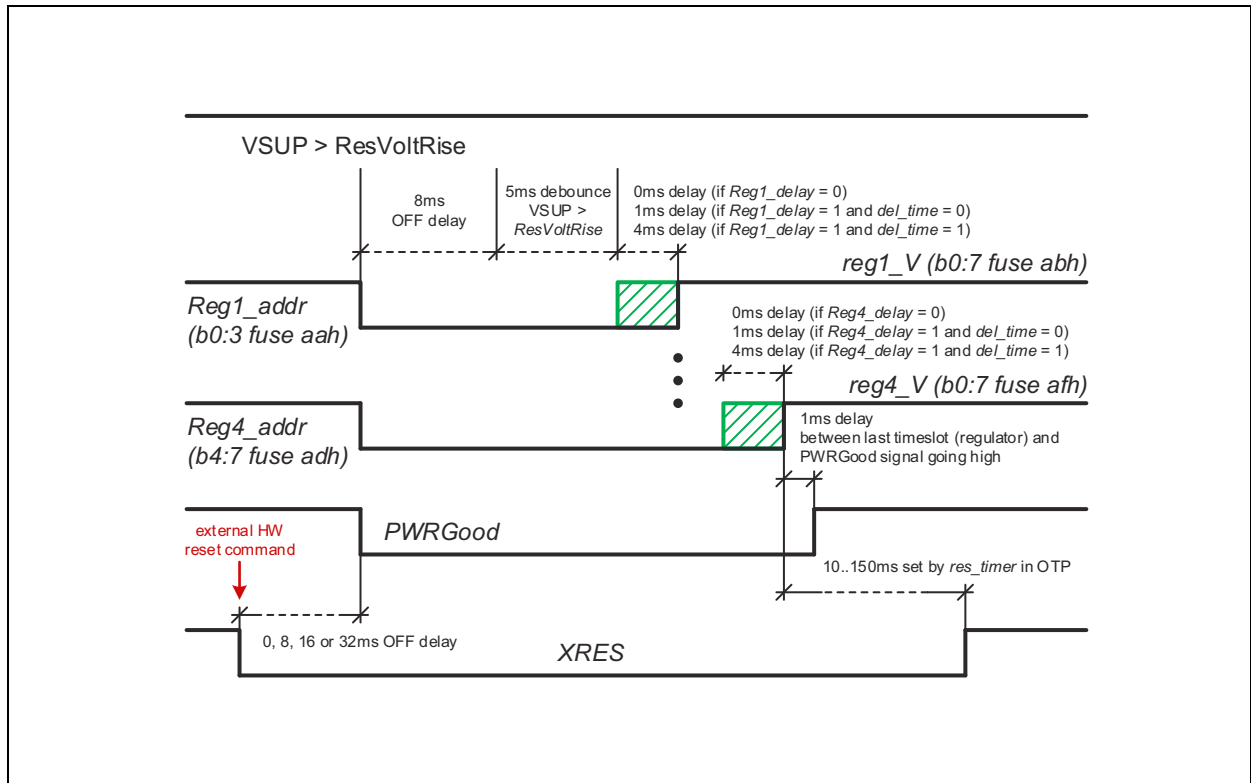 VSUP > ResVoltRise
8ms
OFF delay
5ms debounce
VSUP >
ResVoltRise
0ms delay (if Reg1_delay = 0)
1ms delay (if Reg1_delay = 1 and del_time = 0)
4ms delay (if Reg1_delay = 1 and del_time = 1)
reg1_V (b0:7 fuse abh)
Reg1_addr
(b0:3 fuse aah)
0ms delay (if Reg4_delay = 0)
1ms delay (if Reg4_delay = 1 and del_time = 0)
4ms delay (if Reg4_delay = 1 and del_time = 1)
reg4_V (b0:7 fuse afh)
Reg4_addr
(b4:7 fuse adh)
1ms delay
between last timeslot (regulator) and
PWRGood signal going high
PWRGood
external HW
reset command
10..150ms set by res_timer in OTP
0, 8, 16 or 32ms OFF delay
XRES